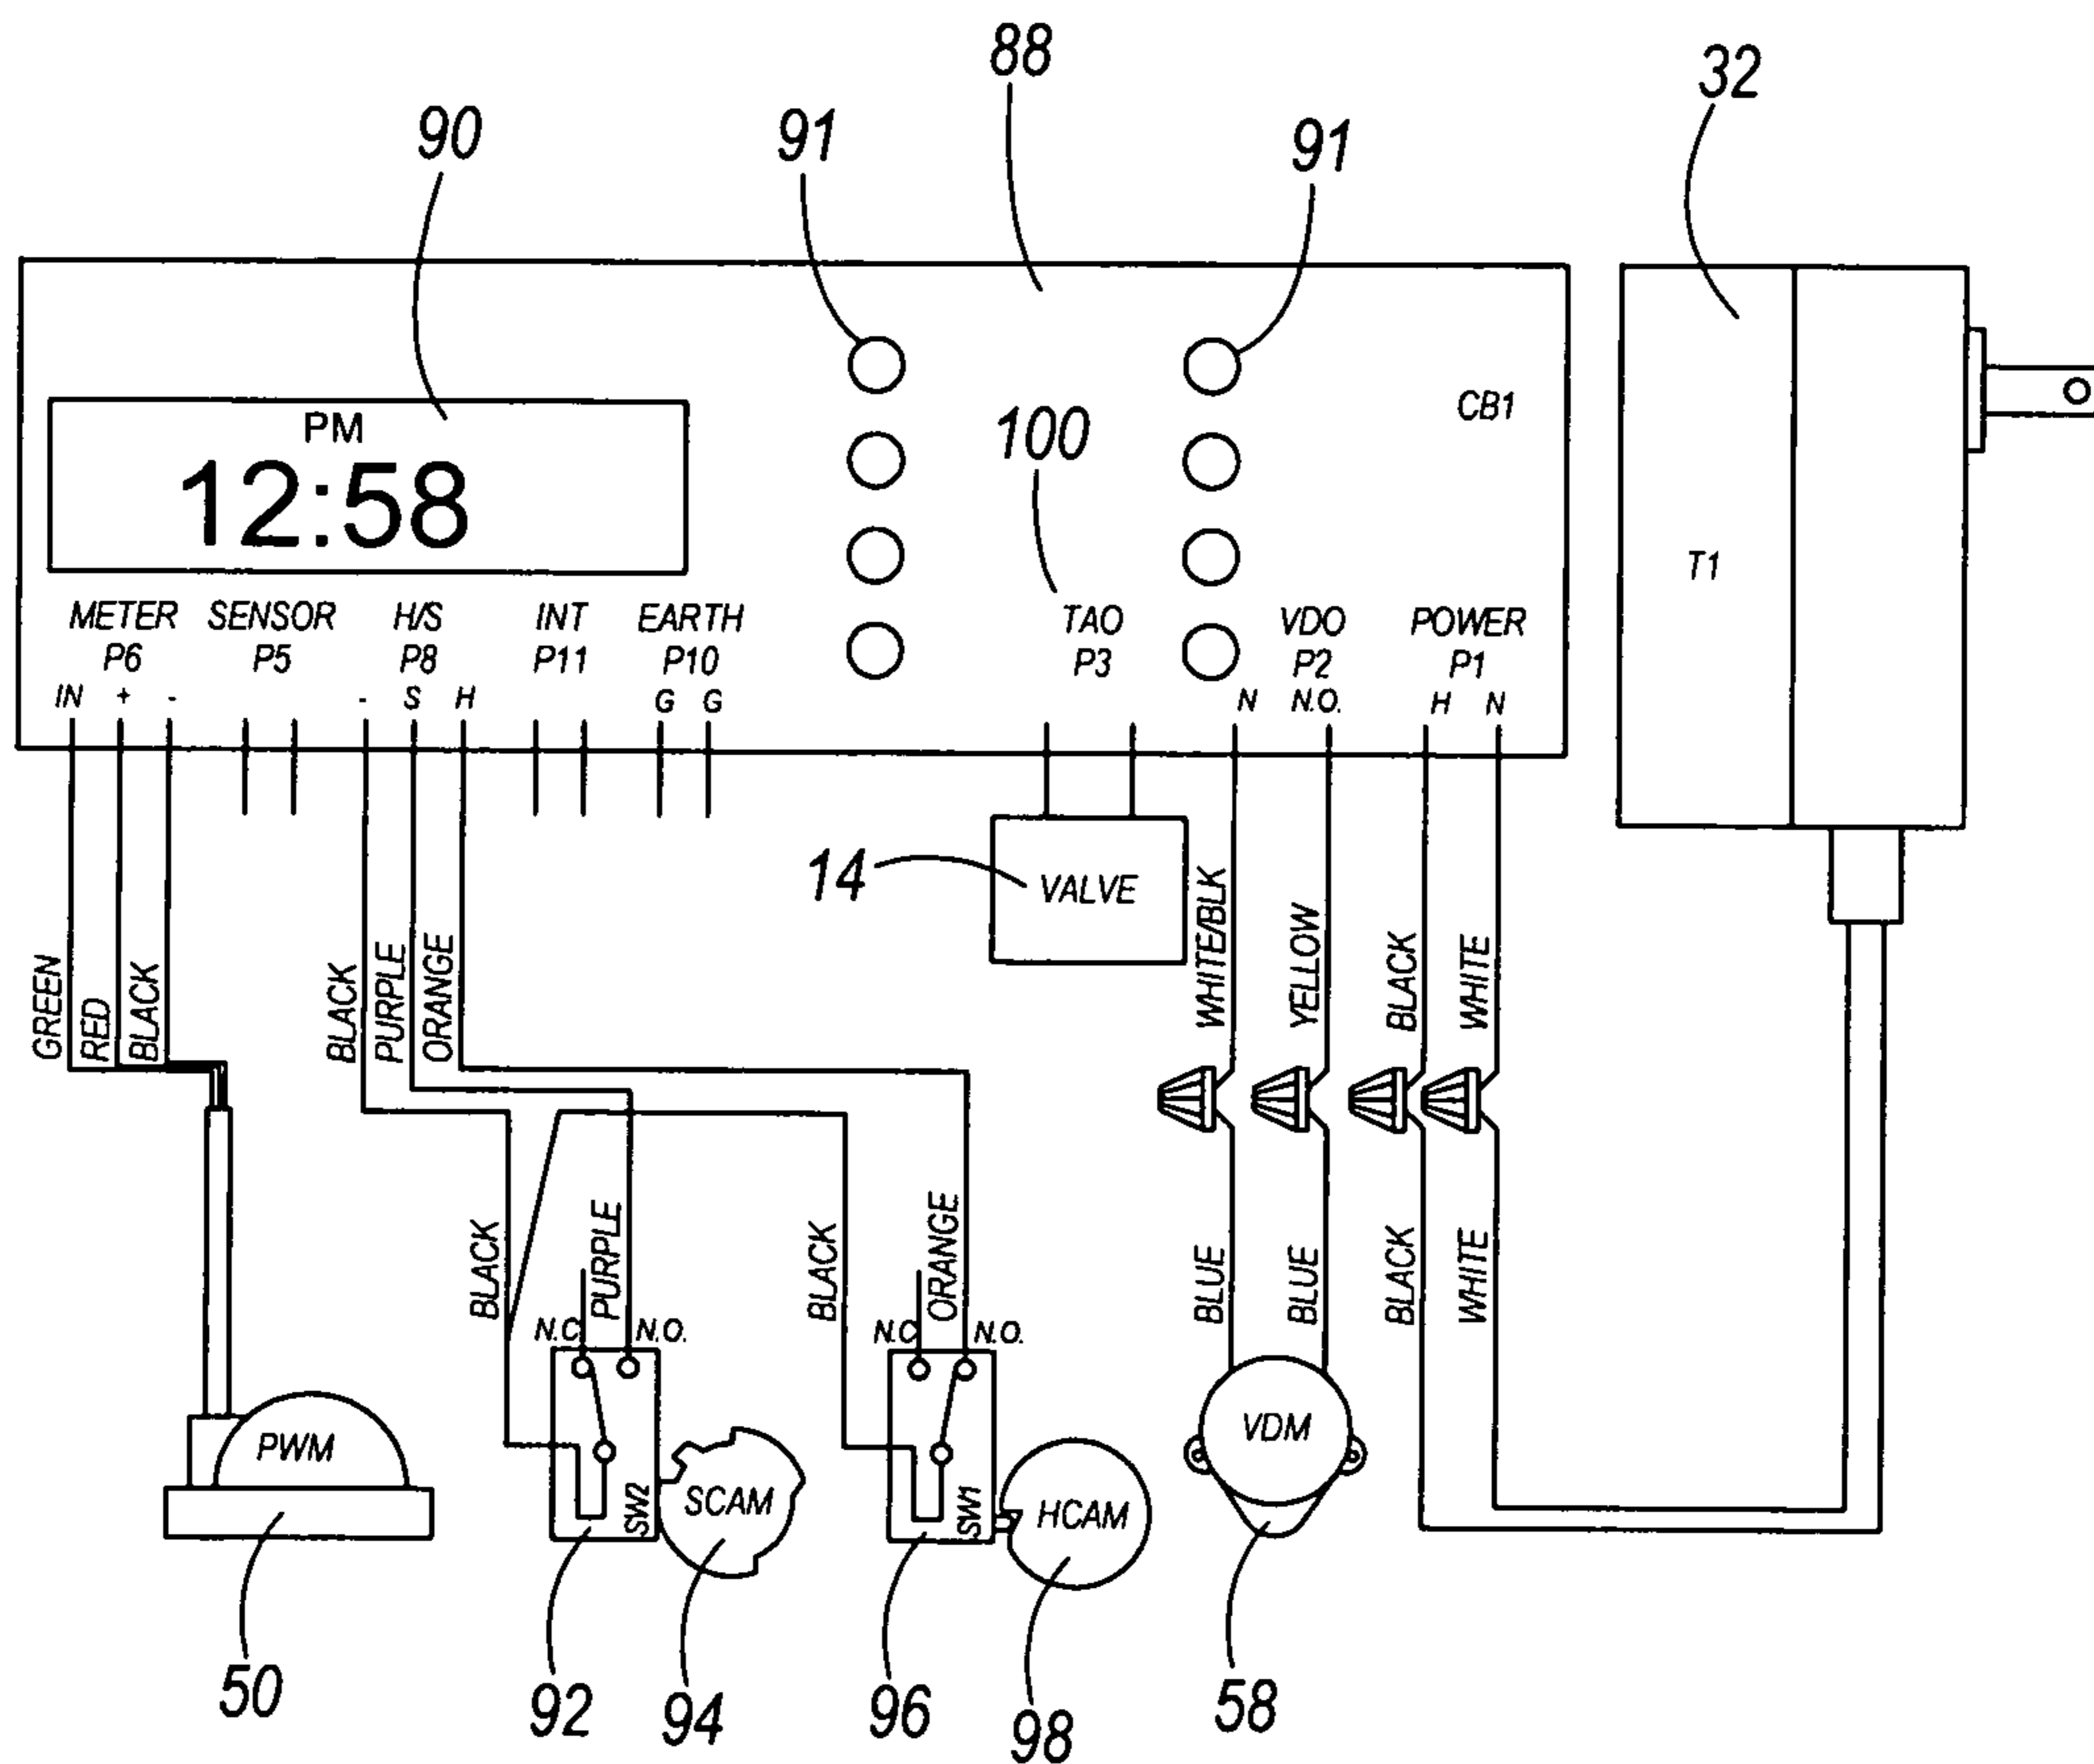 88
32
90
91
91
PM
12:58
100
CB1
T1
METER SENSOR H/S INT EARTH TAO VDO POWER
P6 P5 P8 P11 P10 P3 P2 P1
IN + - - S H G G N N.O. H N
14
VALVE
GREEN
RED
BLACK
BLACK
PURPLE
ORANGE
WHITE/BLK
YELLOW
BLACK
WHITE
BLACK
PURPLE
BLACK
ORANGE
BLUE
BLUE
BLACK
WHITE
N.C N.O.
N.C N.O.
PWM
SW2
SCAM
SW1
HCAM
VDM
50
92
94
96
98
58